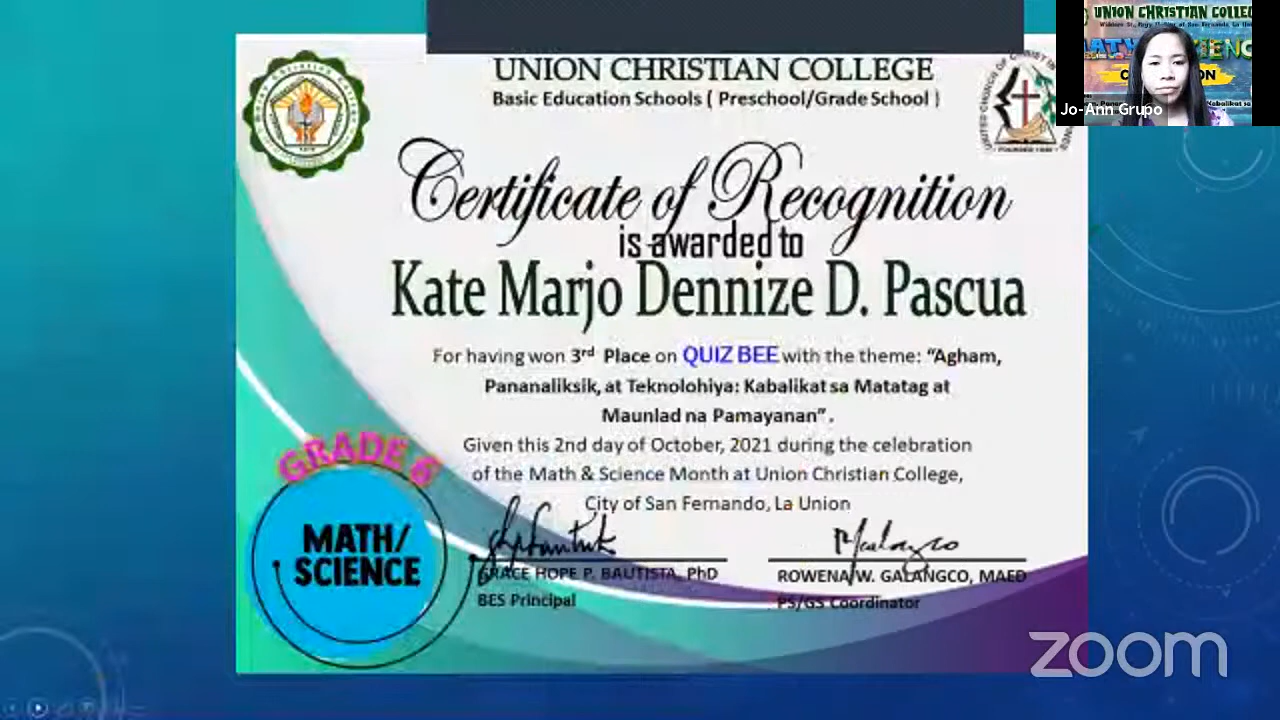 UNION CHRISTIAN COLLEGE
Basic Education Schools ( Preschool/Grade School )
Certificate of Recognition
is awarded to
Kate Marjo Dennize D. Pascua
For having won 3rd Place on QUIZ BEE with the theme: “Agham,
Pananaliksik, at Teknolohiya: Kabalikat sa Matatag at
Maunlad na Pamayanan”.
Given this 2nd day of October, 2021 during the celebration
of the Math & Science Month at Union Christian College,
City of San Fernando, La Union
GRACE HOPE P. BAUTISTA, PhD
BES Principal
ROWENA W. GALANGCO, MAED
PS/GS Coordinator
GRADE 6
MATH/
SCIENCE
UNION CHRISTIAN COLLE
Jo-Ann Grupo
zoom